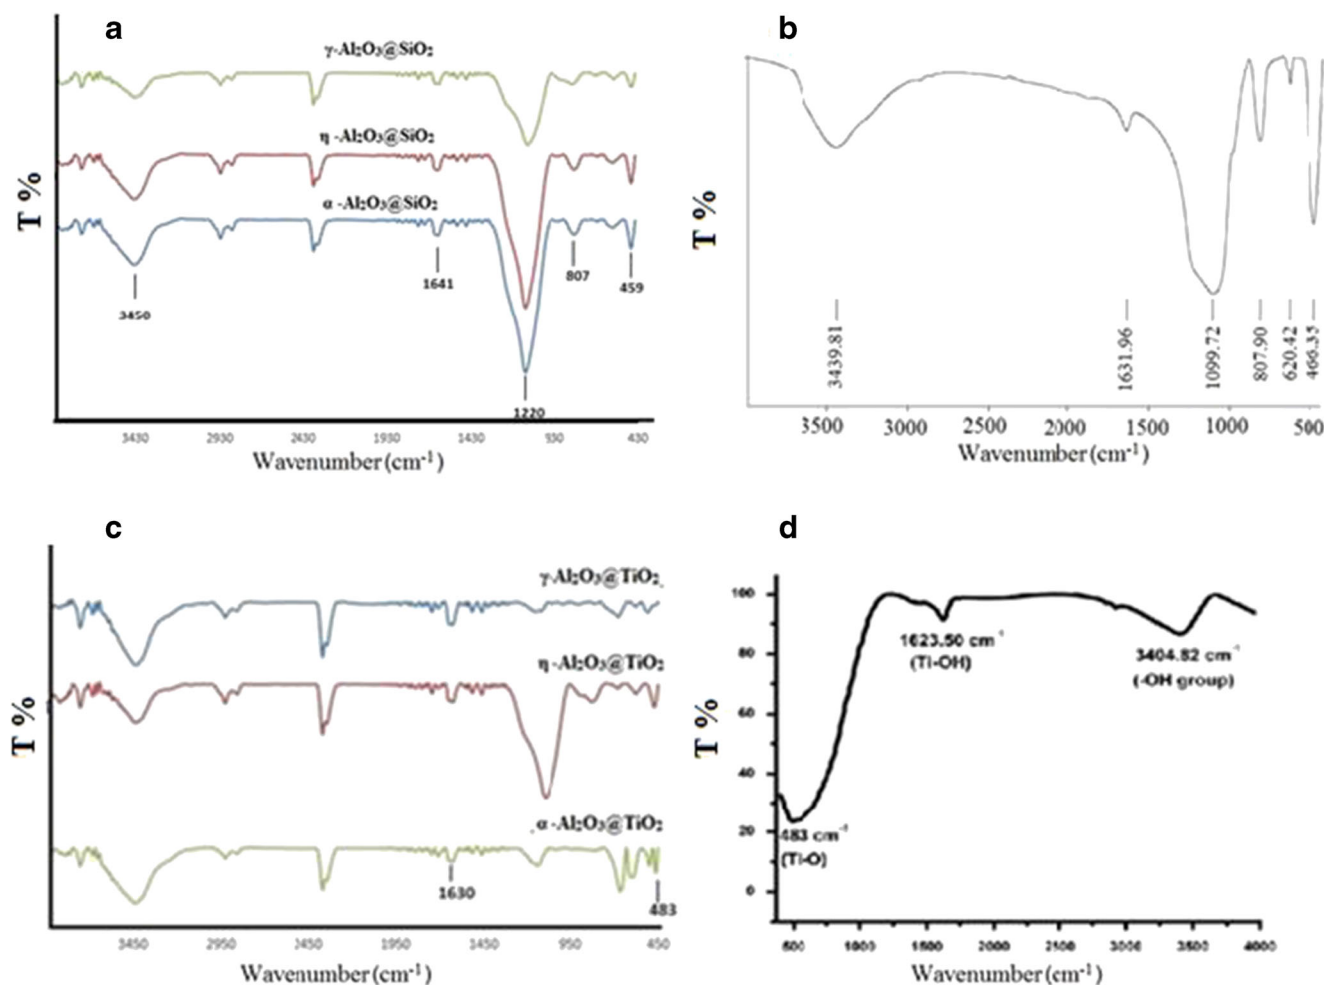 a
γ-Al₂O₃@SiO₂
η -Al₂O₃@SiO₂
α -Al₂O₃@SiO₂
3450
1641
1220
807
459
T %
3430 2930 2430 1930 1430 930 430
Wavenumber (cm⁻¹)
b
T %
3439.81
1631.96
1099.72
807.90
620.42
466.35
3500 3000 2500 2000 1500 1000 500
Wavenumber (cm⁻¹)
c
γ-Al₂O₃@TiO₂
η -Al₂O₃@TiO₂
α -Al₂O₃@TiO₂
1630
483
T %
3450 2950 2450 1950 1450 950 450
Wavenumber (cm⁻¹)
d
T %
100
80
60
40
20
0
1623.50 cm⁻¹
(Ti-OH)
3404.82 cm⁻¹
(-OH group)
483 cm⁻¹
(Ti-O)
500 1000 1500 2000 2500 3000 3500 4000
Wavenumber (cm⁻¹)